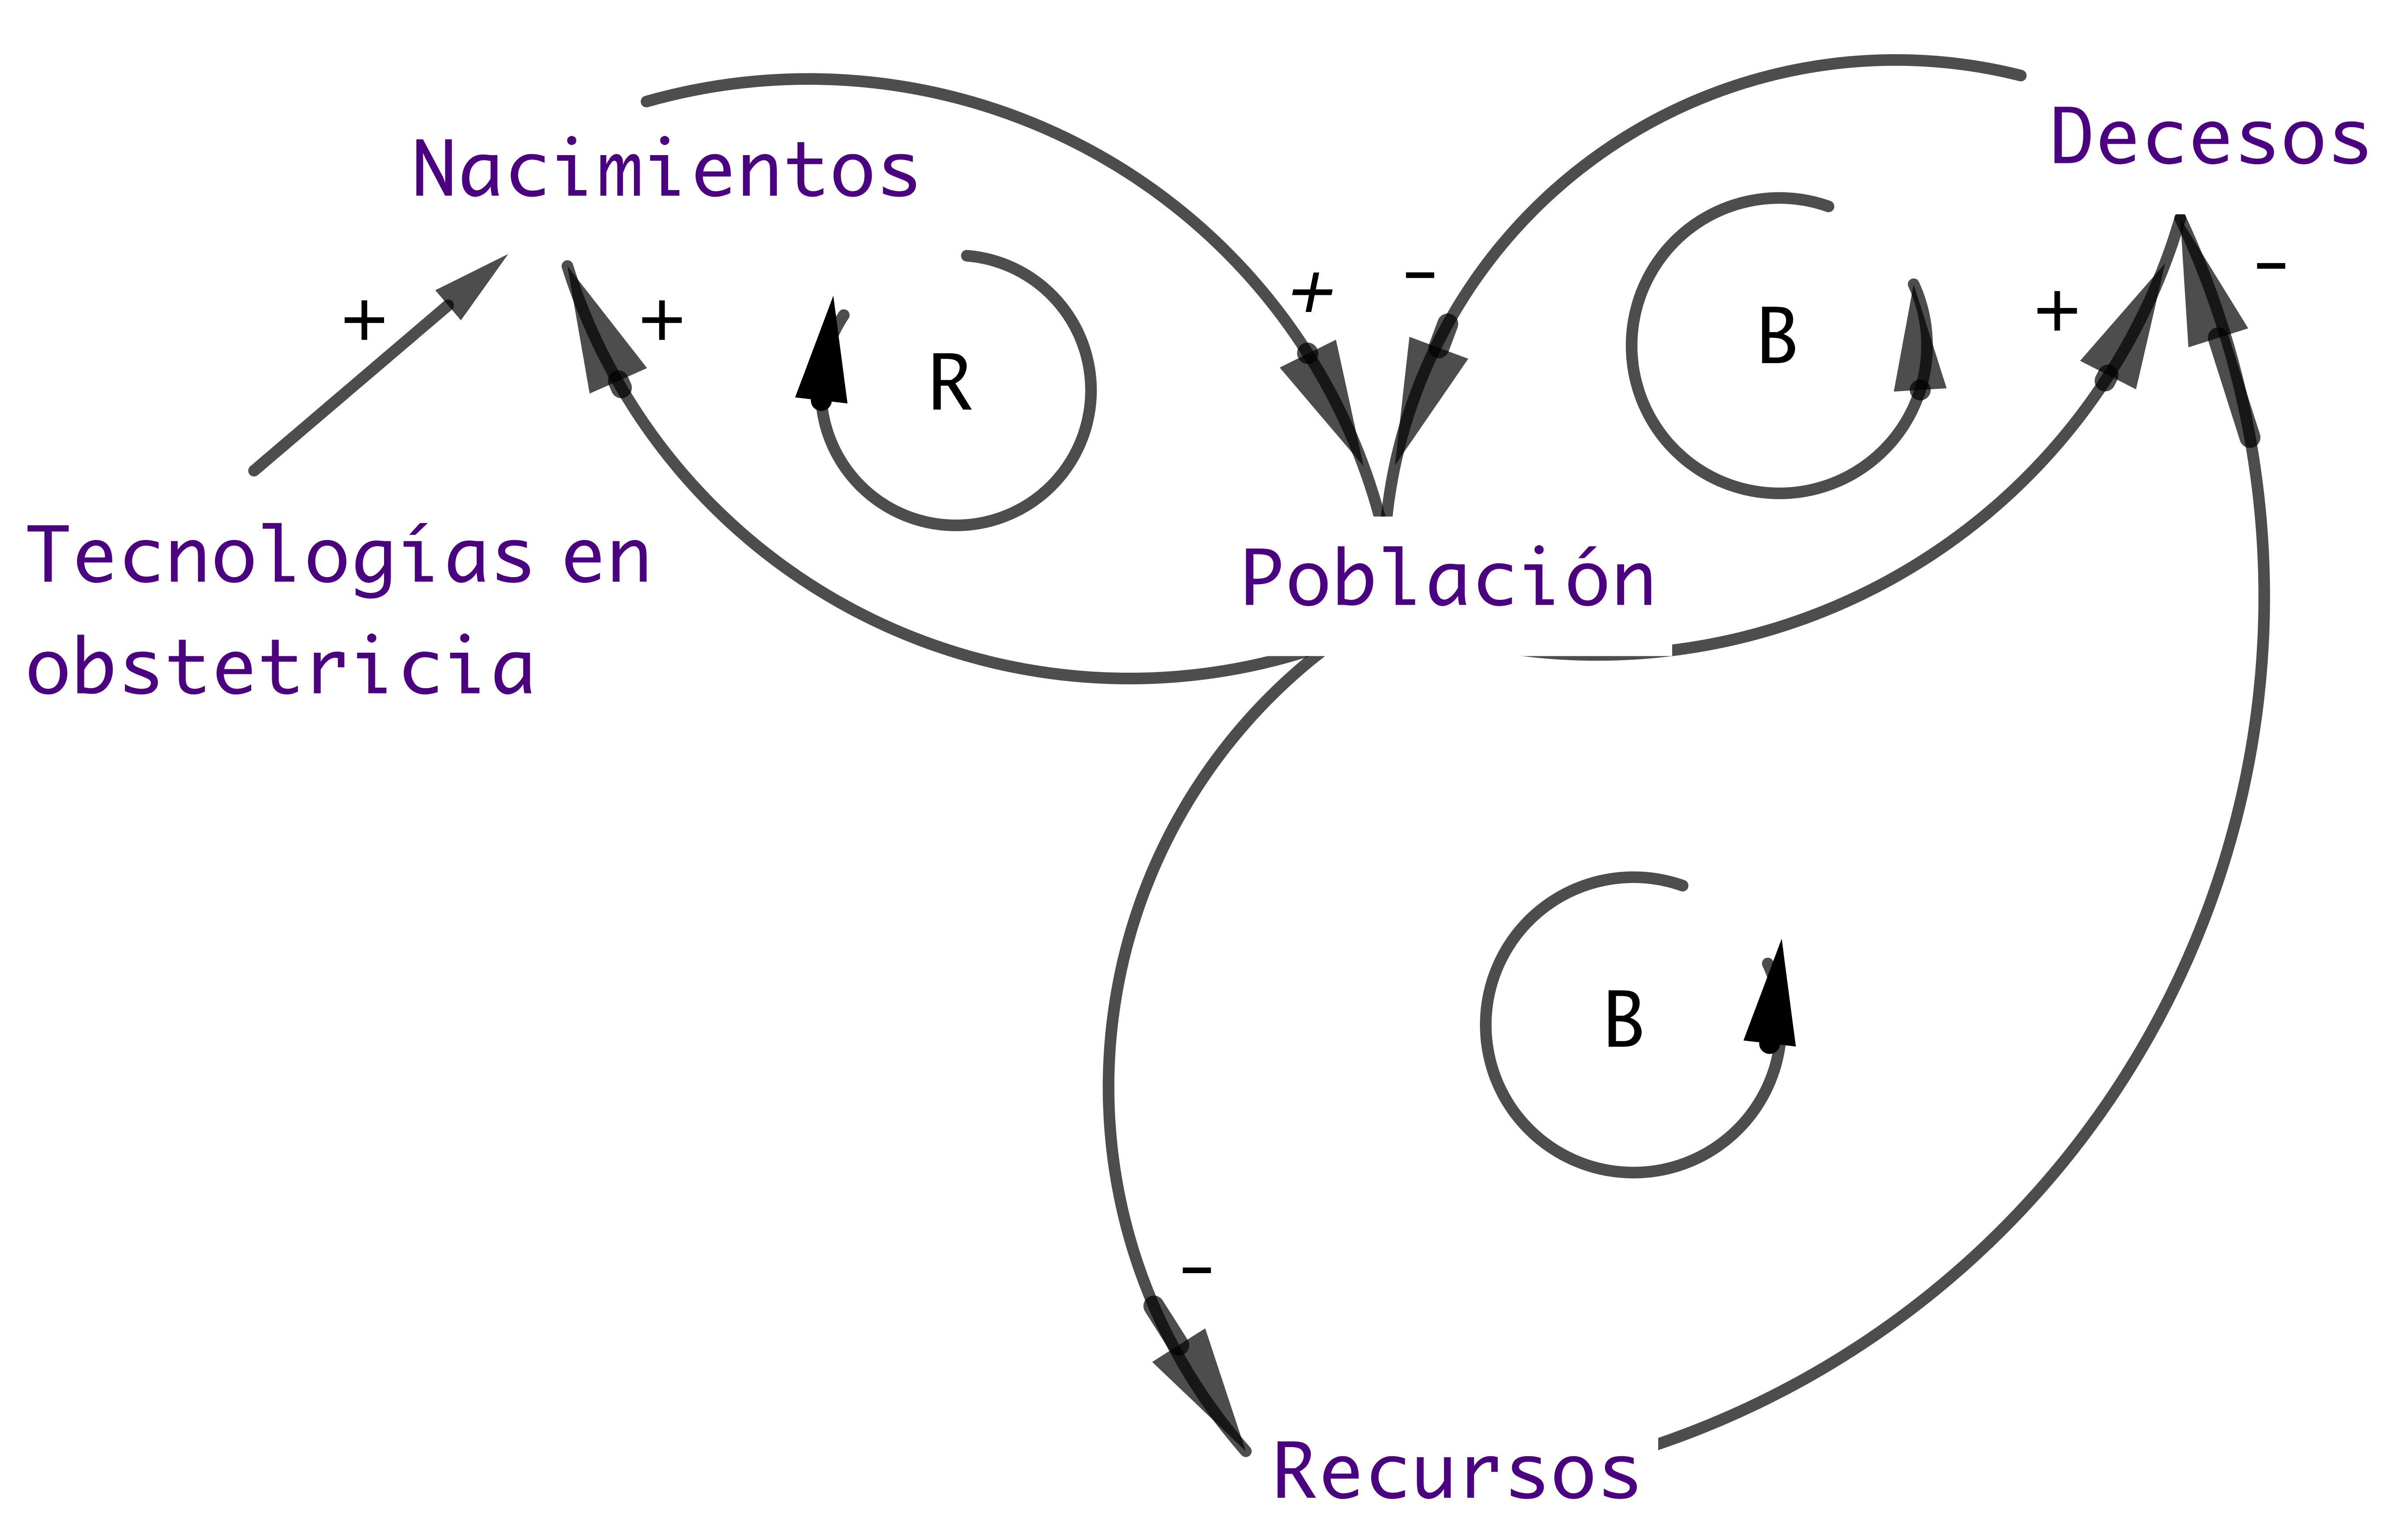 Nacimientos
Decesos
+
+
+
-
+
-
R
B
Tecnologías en
obstetricia
Población
B
-
Recursos